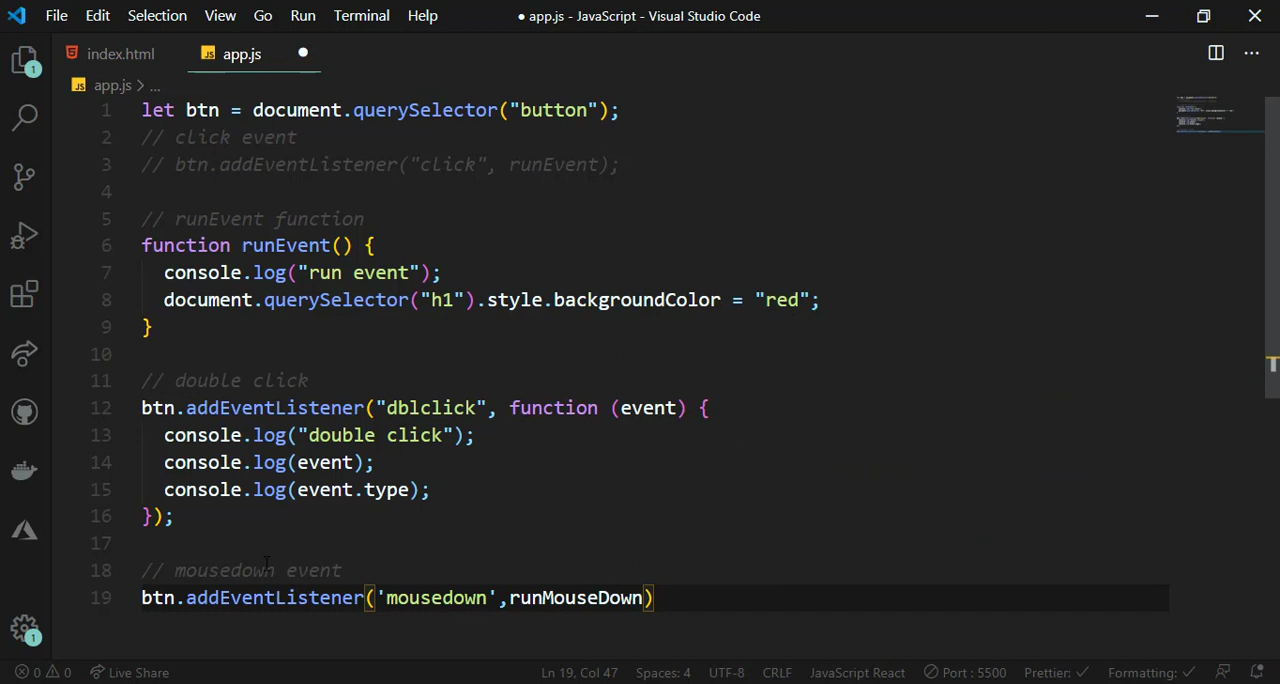 File Edit Selection View Go Run Terminal Help ● app.js - JavaScript - Visual Studio Code
index.html JS app.js
JS app.js > ...
1 let btn = document.querySelector("button");
2 // click event
3 // btn.addEventListener("click", runEvent);
4
5 // runEvent function
6 function runEvent() {
7 console.log("run event");
8 document.querySelector("h1").style.backgroundColor = "red";
9 }
10
11 // double click
12 btn.addEventListener("dblclick", function (event) {
13 console.log("double click");
14 console.log(event);
15 console.log(event.type);
16 });
17
18 // mousedown event
19 btn.addEventListener('mousedown',runMouseDown)
1
1
0 0 Live Share Ln 19, Col 47 Spaces: 4 UTF-8 CRLF JavaScript React Port : 5500 Prettier: ✓ Formatting: ✓